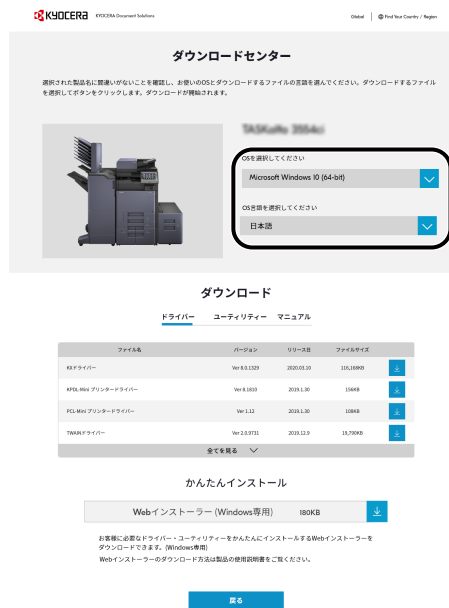 KYOCERA KYOCERA Document Solutions
Global Find Your Country / Region
ダウンロードセンター
選択された製品名に間違いがないことを確認し、お使いのOSとダウンロードするファイルの言語を選んでください。ダウンロードするファイル
を選択してボタンをクリックします。ダウンロードが開始されます。
OSを選択してください
Microsoft Windows 10 (64-bit)
OS言語を選択してください
日本語
ダウンロード
ドライバー ユーティリティー マニュアル
ファイル名 バージョン リリース日 ファイルサイズ
KXドライバー Ver 8.0.1329 2020.03.10 116,168KB
KPDL-Mini プリンタードライバー Ver 8.1810 2019.1.30 156KB
PCL-Mini プリンタードライバー Ver 1.12 2019.1.30 108KB
TWAINドライバー Ver 2.0.9731 2019.12.9 19,790KB
全てを見る
かんたんインストール
Webインストーラー (Windows専用) 180KB
お客様に必要なドライバー・ユーティリティーをかんたんにインストールするWebインストーラーを
ダウンロードできます。(Windows専用)
Webインストーラーのダウンロード方法は製品の使用説明書をご覧ください。
戻る